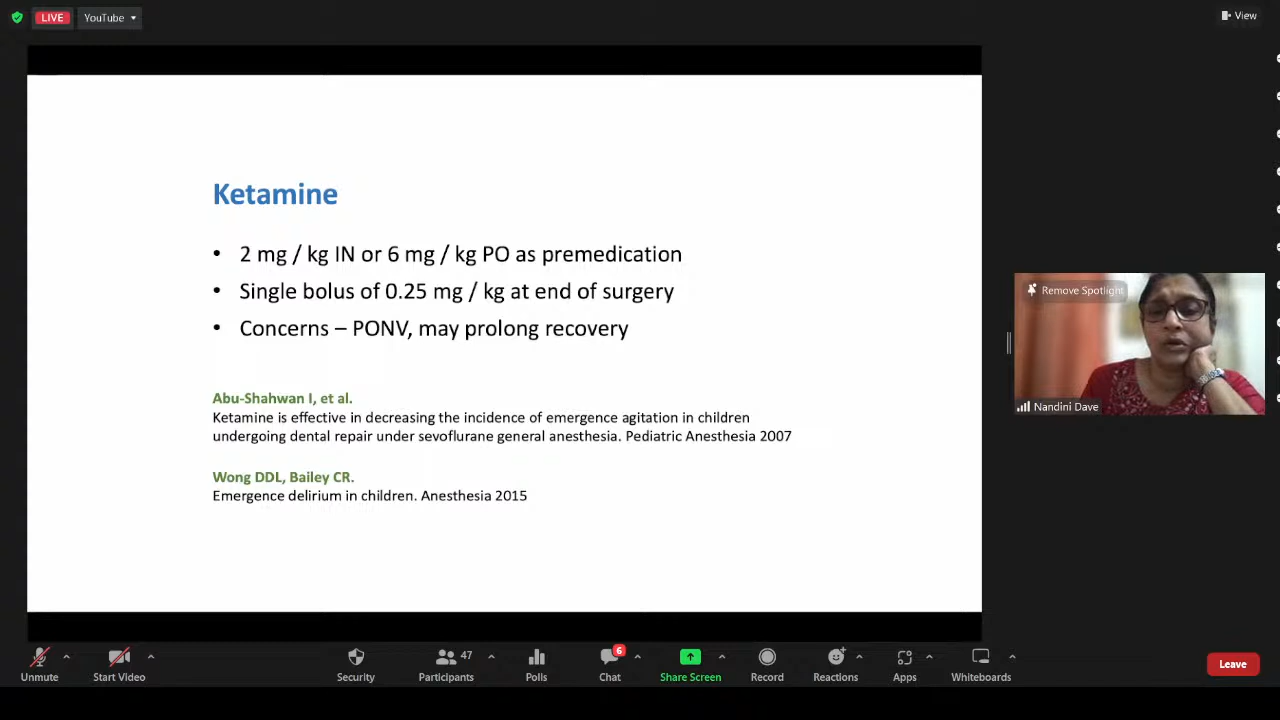 LIVE
YouTube
View
Ketamine
• 2 mg / kg IN or 6 mg / kg PO as premedication
• Single bolus of 0.25 mg / kg at end of surgery
• Concerns – PONV, may prolong recovery
Abu-Shahwan I, et al.
Ketamine is effective in decreasing the incidence of emergence agitation in children
undergoing dental repair under sevoflurane general anesthesia. Pediatric Anesthesia 2007
Wong DDL, Bailey CR.
Emergence delirium in children. Anesthesia 2015
Remove Spotlight
Nandini Dave
Unmute
Start Video
Security
47
Participants
Polls
6
Chat
Share Screen
Record
Reactions
Apps
Whiteboards
Leave